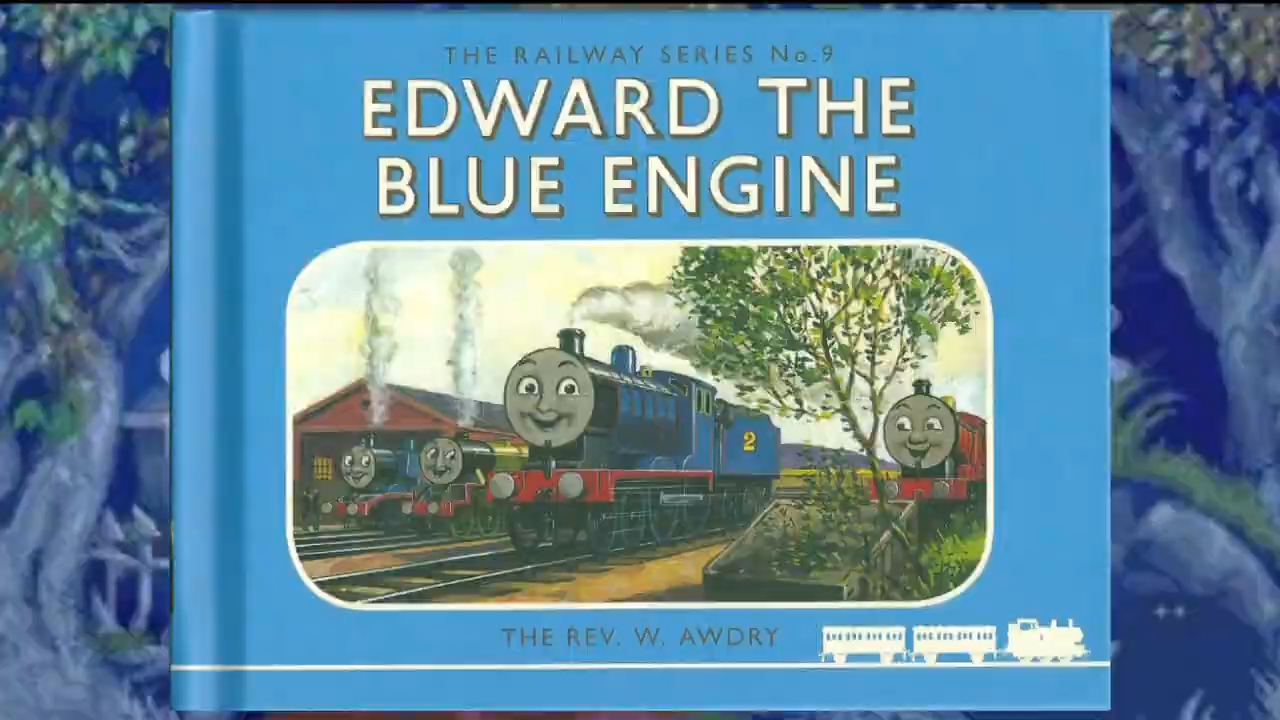 THE RAILWAY SERIES No.9
EDWARD THE
BLUE ENGINE
2
THE REV. W. AWDRY